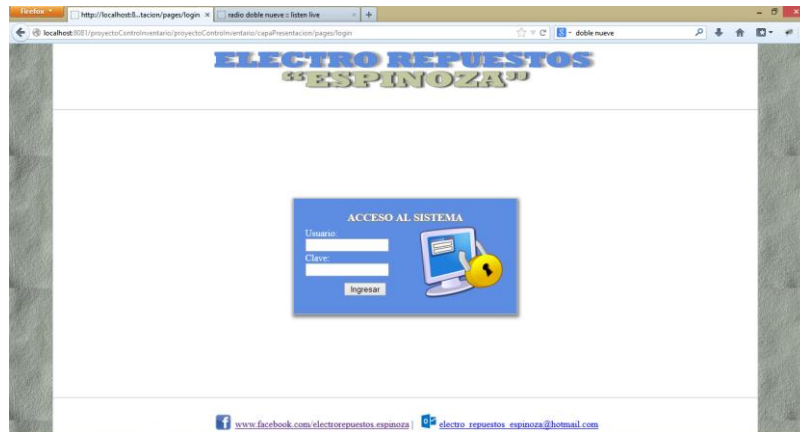 Firefox
http://localhost:8...tacion/pages/login
radio doble nueve :: listen live
localhost:8081/proyectoControlInventario/proyectoControlInventario/capaPresentacion/pages/login
doble nueve
ELECTRO REPUESTOS
“ESPINOZA”
ACCESO AL SISTEMA
Usuario:
Clave:
Ingresar
www.facebook.com/electrorepuestos.espinoza |
electro_repuestos_espinoza@hotmail.com